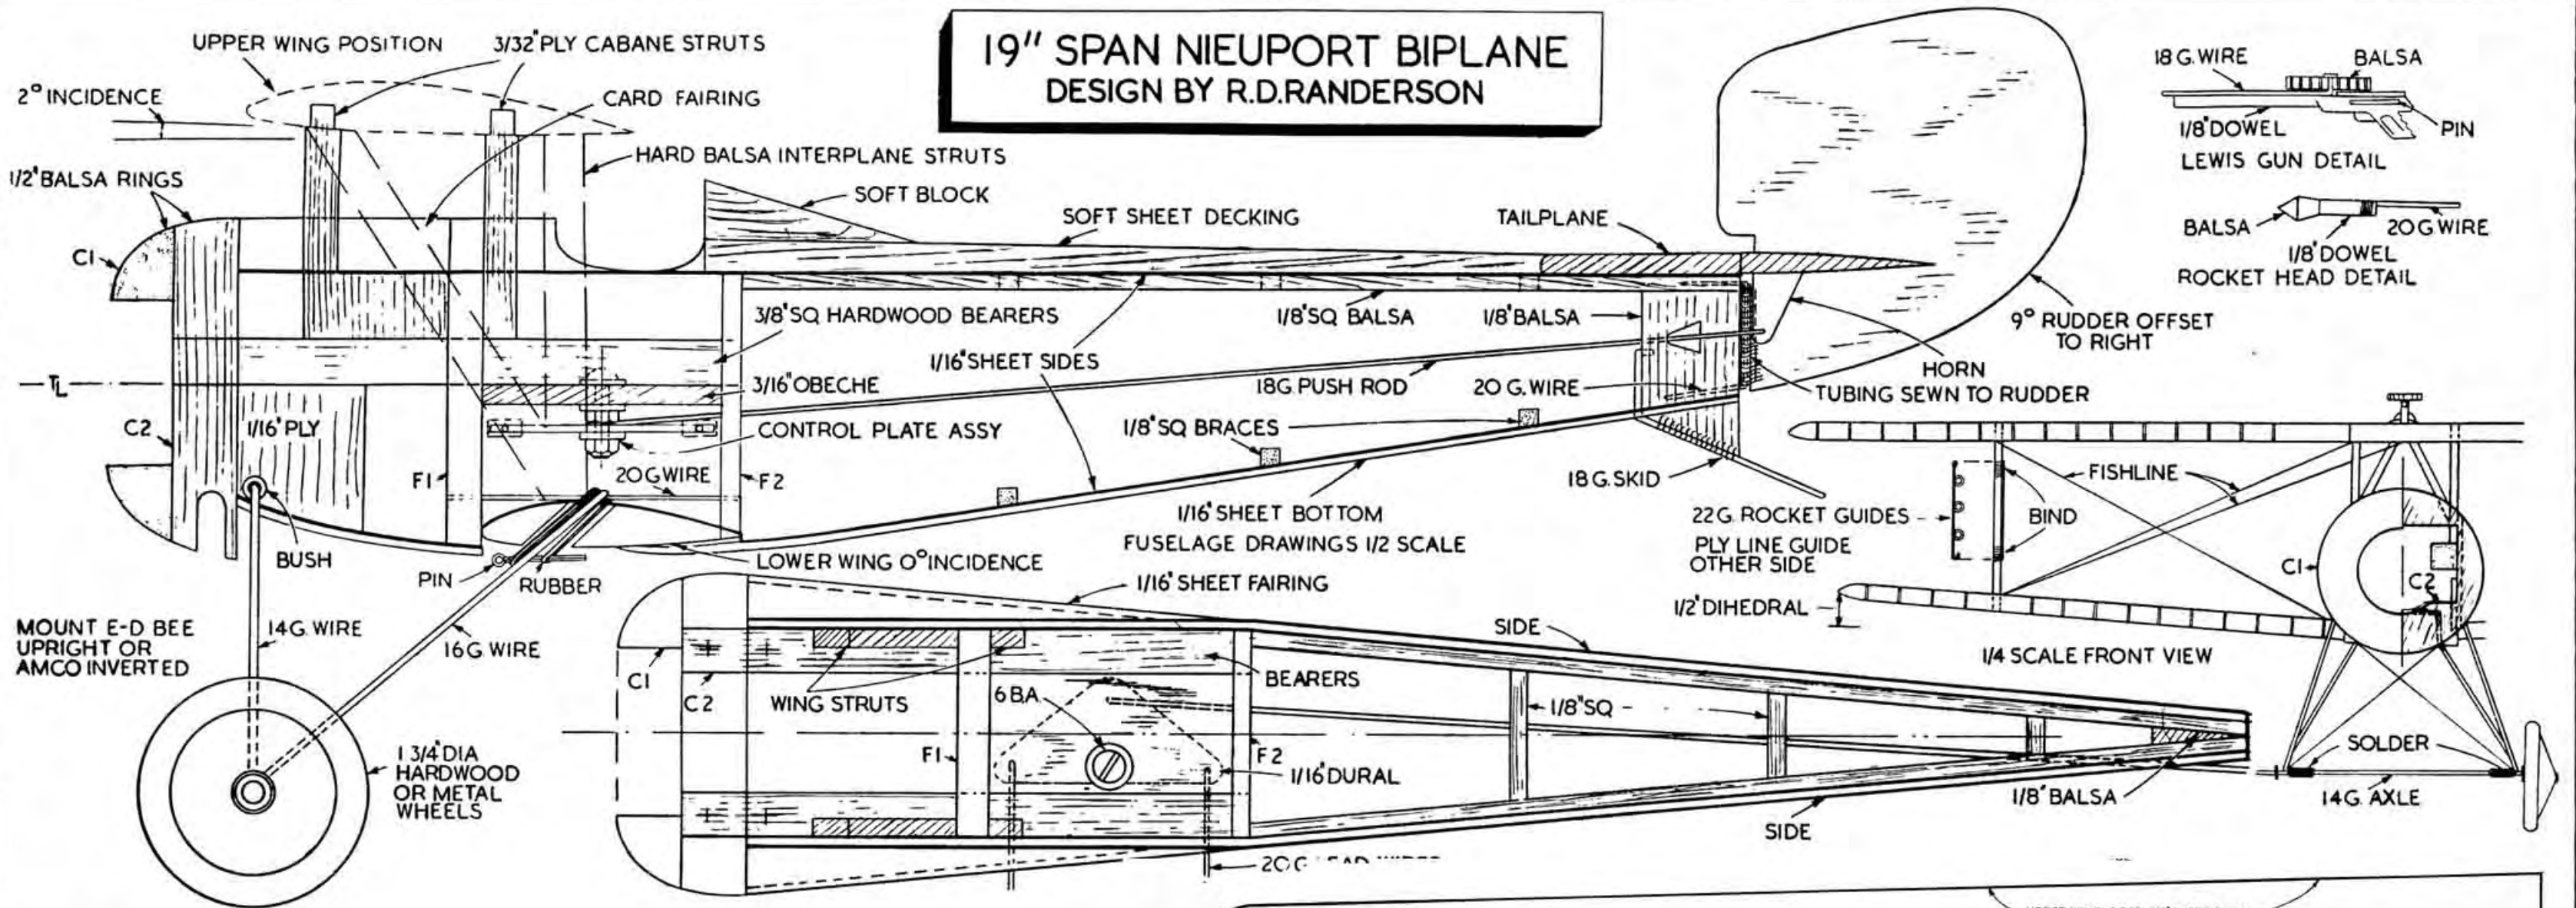 19" SPAN NIEUPORT BIPLANE
DESIGN BY R.D.RANDERSON
UPPER WING POSITION
3/32" PLY CABANE STRUTS
2° INCIDENCE
CARD FAIRING
HARD BALSA INTERPLANE STRUTS
1/2" BALSA RINGS
SOFT BLOCK
SOFT SHEET DECKING
TAILPLANE
C1
18 G. WIRE
BALSA
1/8" DOWEL
PIN
LEWIS GUN DETAIL
BALSA
20 G. WIRE
1/8" DOWEL
ROCKET HEAD DETAIL
3/8" SQ HARDWOOD BEARERS
1/8" SQ BALSA
1/8" BALSA
9° RUDDER OFFSET
TO RIGHT
1/16" SHEET SIDES
HORN
TL
3/16" OBECHE
18G. PUSH ROD
20 G. WIRE
TUBING SEWN TO RUDDER
C2
1/16" PLY
CONTROL PLATE ASSY
1/8" SQ BRACES
F1
20G WIRE
F2
18 G. SKID
FISHLINE
BUSH
1/16" SHEET BOTTOM
FUSELAGE DRAWINGS 1/2 SCALE
22G. ROCKET GUIDES
BIND
PLY LINE GUIDE
OTHER SIDE
PIN
RUBBER
LOWER WING 0° INCIDENCE
1/16" SHEET FAIRING
C1
C2
1/2" DIHEDRAL
MOUNT E-D BEE
UPRIGHT OR
AMCO INVERTED
14G. WIRE
16G. WIRE
SIDE
1/4 SCALE FRONT VIEW
C1
C2
WING STRUTS
6 BA
BEARERS
1/8" SQ
F1
F2
SOLDER
1 3/4" DIA
HARDWOOD
OR METAL
WHEELS
1/16" DURAL
1/8" BALSA
14G. AXLE
SIDE
20G